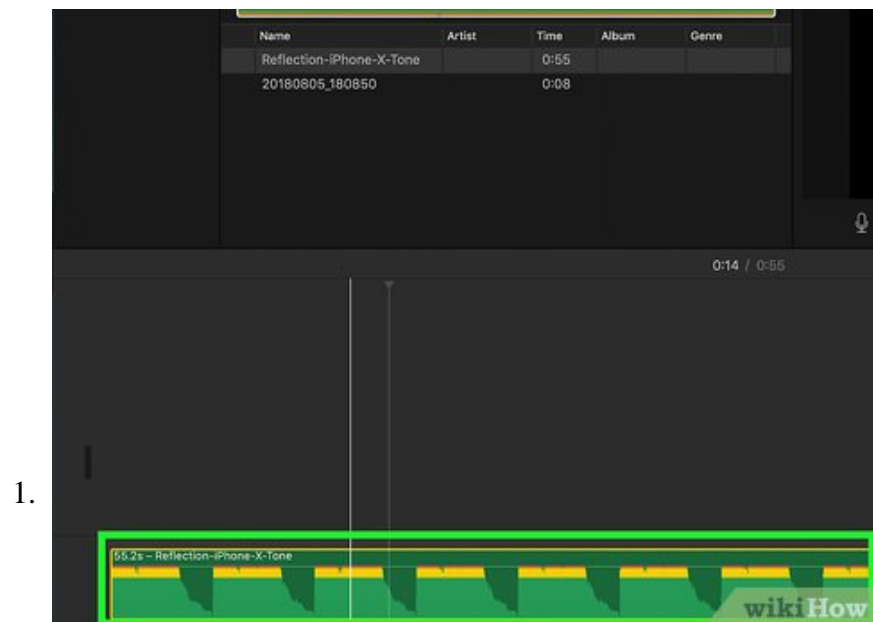 Name Artist Time Album Genre
Reflection-iPhone-X-Tone 0:55
20180805_180850 0:08
0:14 / 0:55
1.
55.2s – Reflection-iPhone-X-Tone
wikiHow